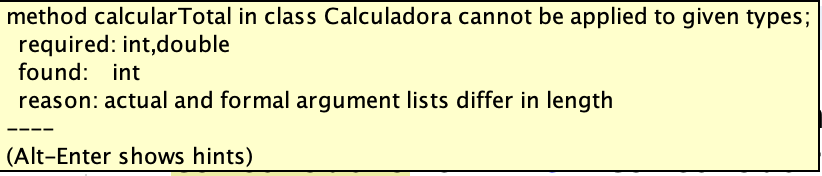 method calcularTotal in class Calculadora cannot be applied to given types;
required: int,double
found:    int
reason: actual and formal argument lists differ in length
----
(Alt-Enter shows hints)